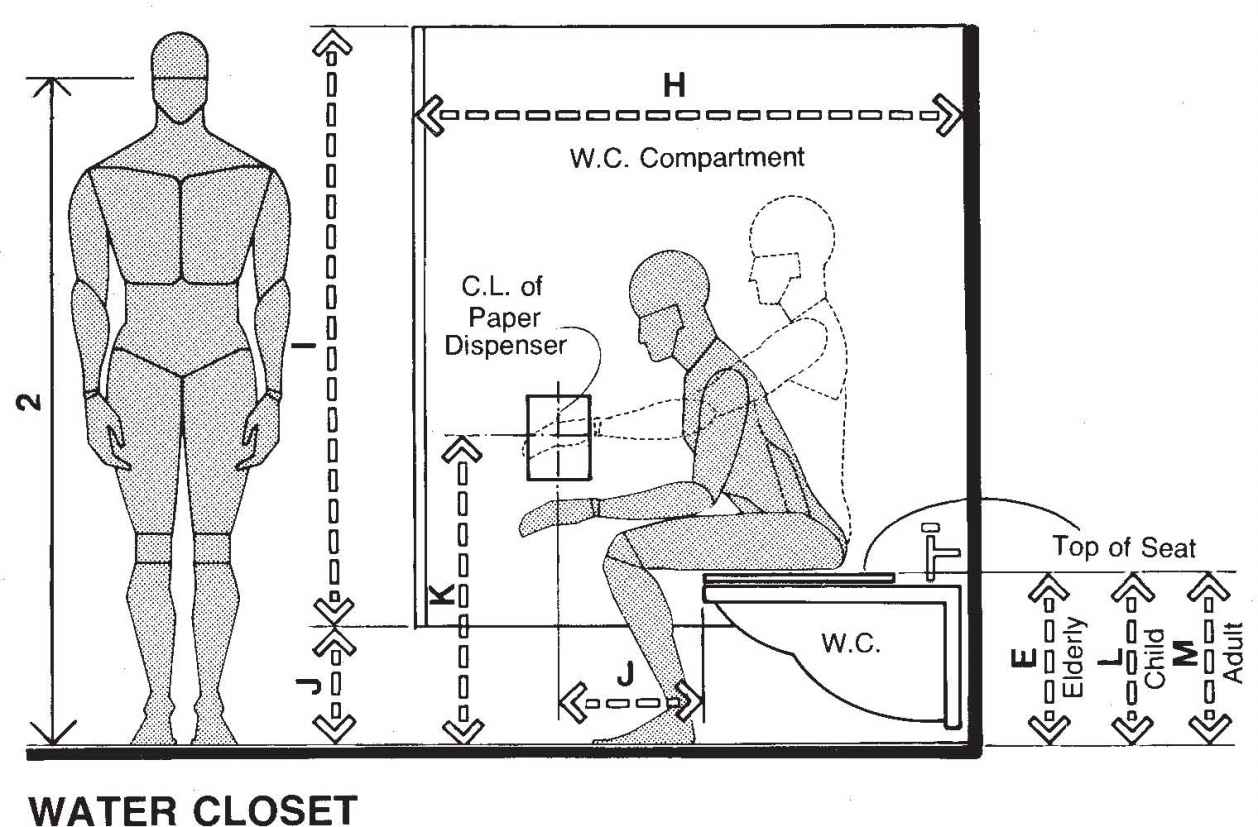 H
W.C. Compartment
C.L. of
Paper
Dispenser
I
2
K
Top of Seat
J
J
W.C.
E
Elderly
L
Child
M
Adult
WATER CLOSET